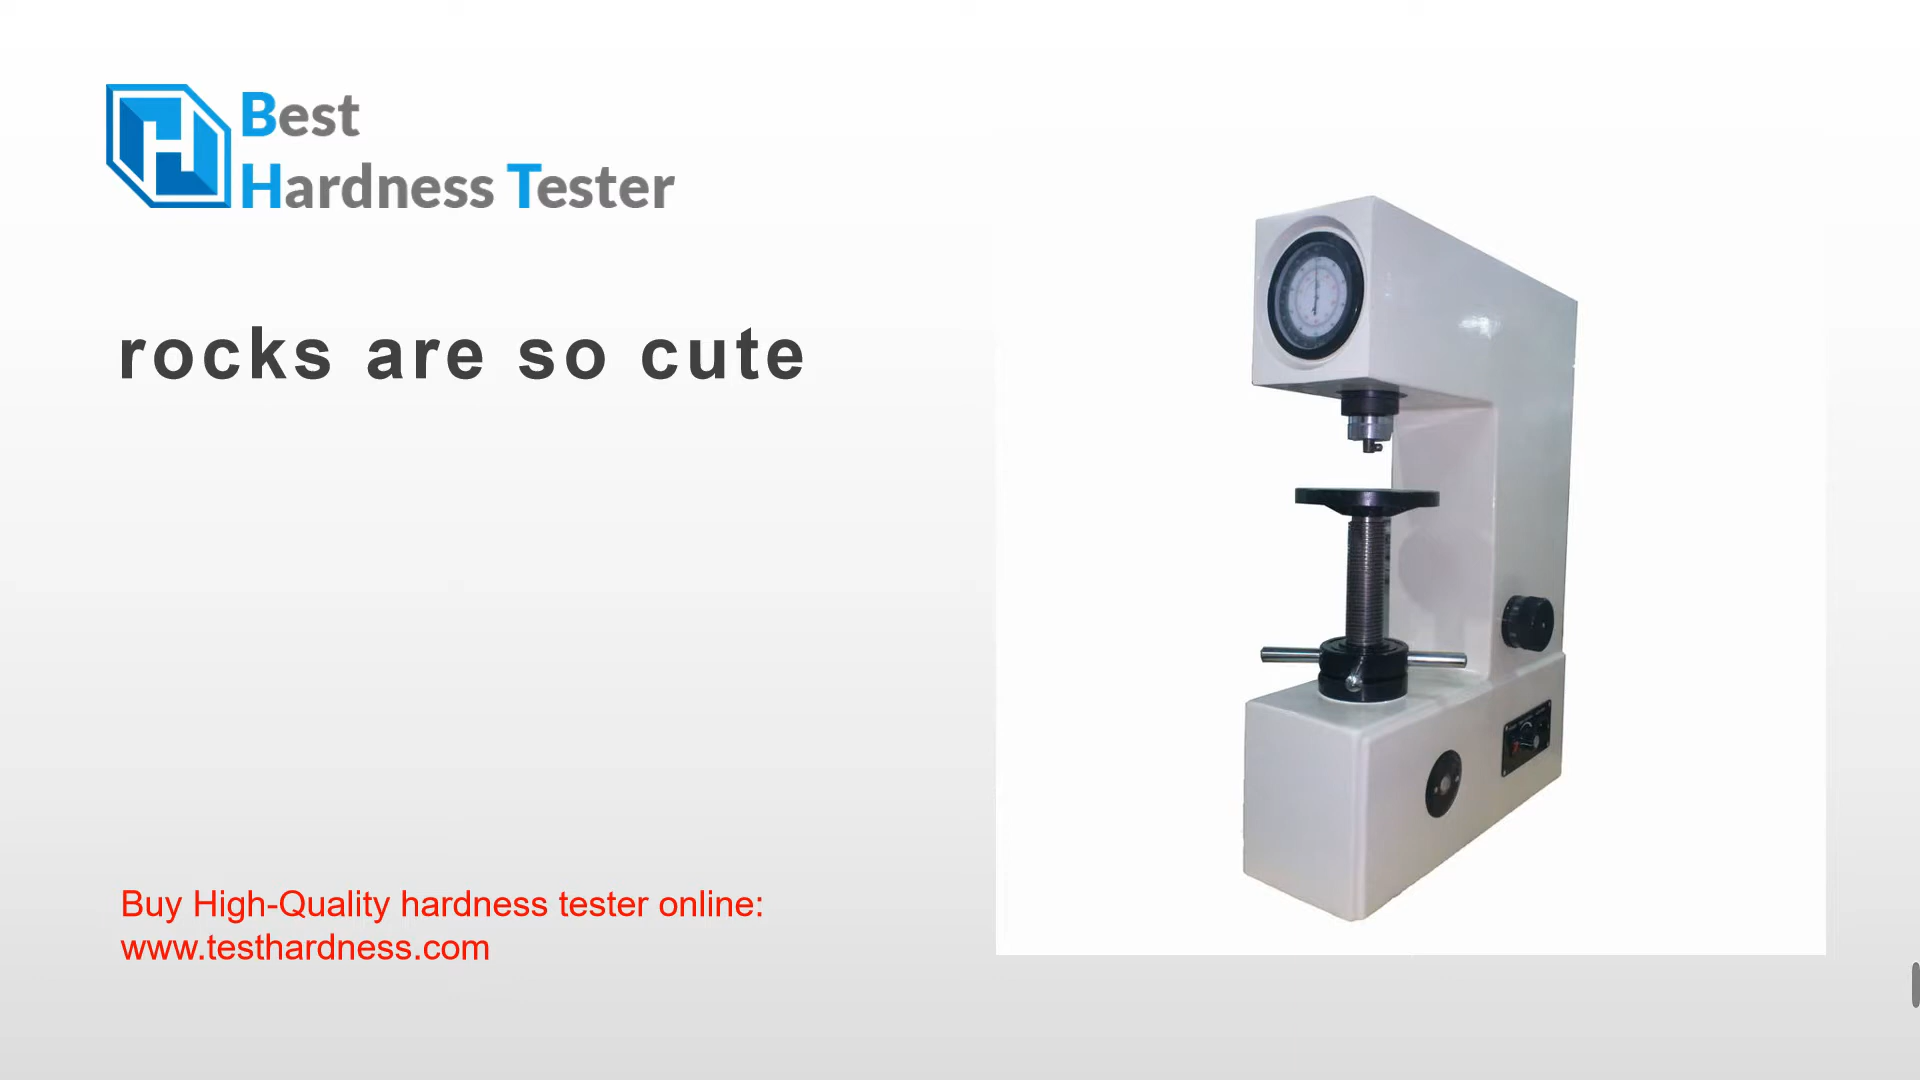 Best
Hardness Tester
rocks are so cute
Buy High-Quality hardness tester online:
www.testhardness.com